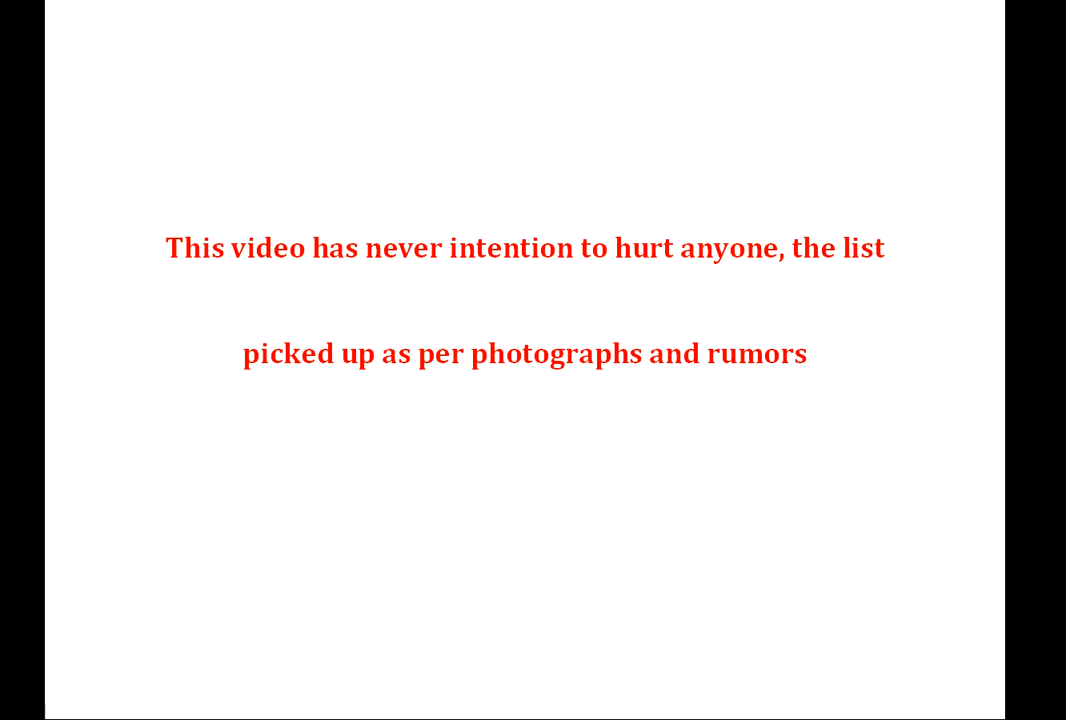 This video has never intention to hurt anyone, the list
picked up as per photographs and rumors